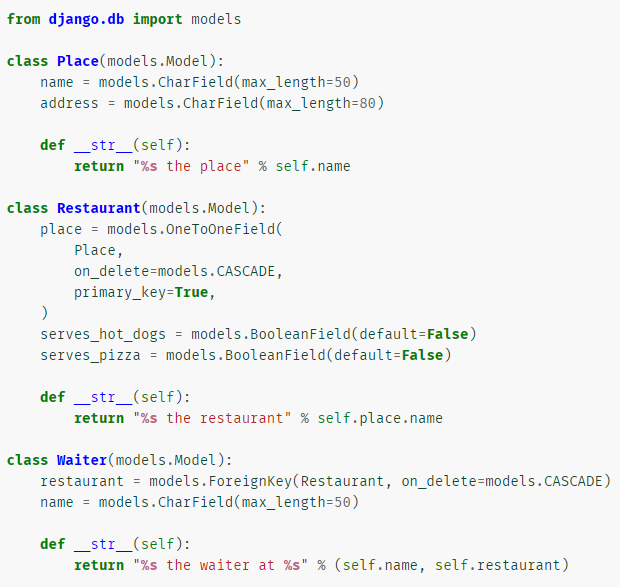 from django.db import models

class Place(models.Model):
    name = models.CharField(max_length=50)
    address = models.CharField(max_length=80)

    def __str__(self):
        return "%s the place" % self.name

class Restaurant(models.Model):
    place = models.OneToOneField(
        Place,
        on_delete=models.CASCADE,
        primary_key=True,
    )
    serves_hot_dogs = models.BooleanField(default=False)
    serves_pizza = models.BooleanField(default=False)

    def __str__(self):
        return "%s the restaurant" % self.place.name

class Waiter(models.Model):
    restaurant = models.ForeignKey(Restaurant, on_delete=models.CASCADE)
    name = models.CharField(max_length=50)

    def __str__(self):
        return "%s the waiter at %s" % (self.name, self.restaurant)